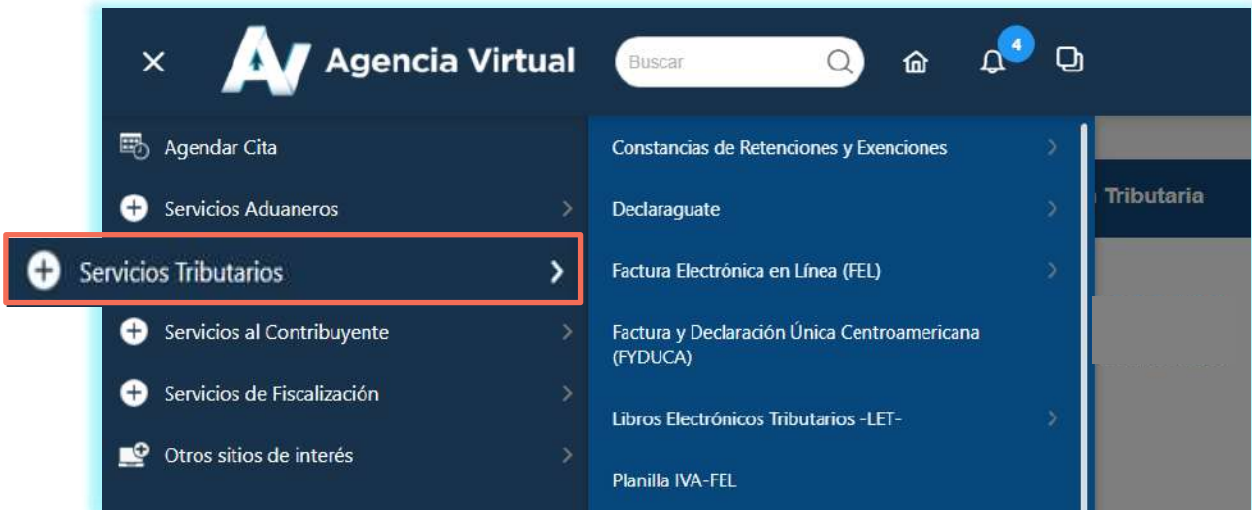 Agencia Virtual
Buscar
4
Agendar Cita
Servicios Aduaneros
Servicios Tributarios
Servicios al Contribuyente
Servicios de Fiscalización
Otros sitios de interés
Constancias de Retenciones y Exenciones
Declaraguate
Factura Electrónica en Línea (FEL)
Factura y Declaración Única Centroamericana
(FYDUCA)
Libros Electrónicos Tributarios -LET-
Planilla IVA-FEL
Tributaria